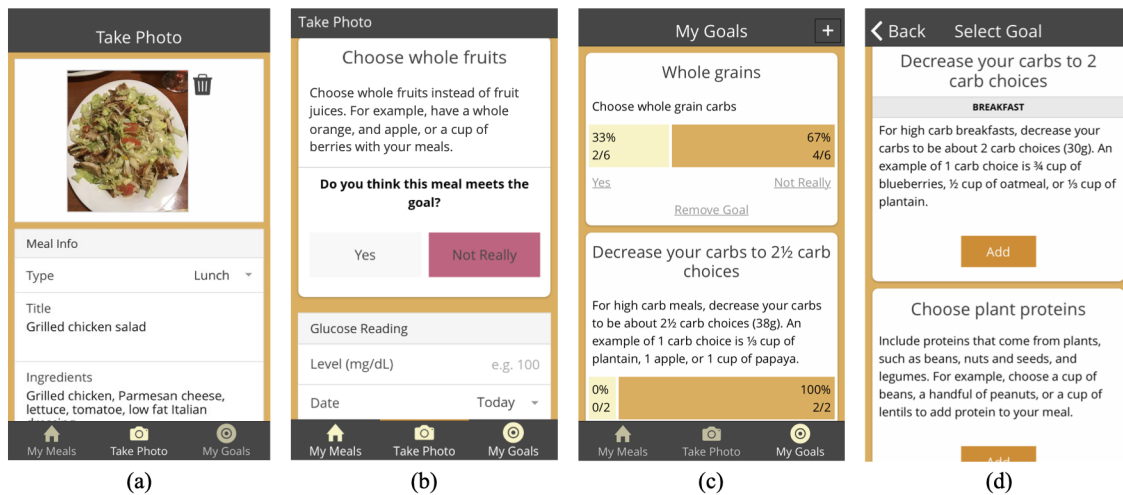 Take Photo
Meal Info
Type Lunch
Title
Grilled chicken salad
Ingredients
Grilled chicken, Parmesan cheese,
lettuce, tomatoe, low fat Italian
dressing
My Meals Take Photo My Goals
(a)
Take Photo
Choose whole fruits
Choose whole fruits instead of fruit
juices. For example, have a whole
orange, and apple, or a cup of
berries with your meals.
Do you think this meal meets the
goal?
Yes Not Really
Glucose Reading
Level (mg/dL) e.g. 100
Date Today
My Meals Take Photo My Goals
(b)
My Goals +
Whole grains
Choose whole grain carbs
33% 67%
2/6 4/6
Yes Not Really
Remove Goal
Decrease your carbs to 2½ carb
choices
For high carb meals, decrease your carbs
to be about 2½ carb choices (38g). An
example of 1 carb choice is ⅓ cup of
plantain, 1 apple, or 1 cup of papaya.
0% 100%
0/2 2/2
My Meals Take Photo My Goals
(c)
Back Select Goal
Decrease your carbs to 2
carb choices
BREAKFAST
For high carb breakfasts, decrease your
carbs to be about 2 carb choices (30g). An
example of 1 carb choice is ¾ cup of
blueberries, ½ cup of oatmeal, or ⅓ cup of
plantain.
Add
Choose plant proteins
Include proteins that come from plants,
such as beans, nuts and seeds, and
legumes. For example, choose a cup of
beans, a handful of peanuts, or a cup of
lentils to add protein to your meal.
Add
(d)